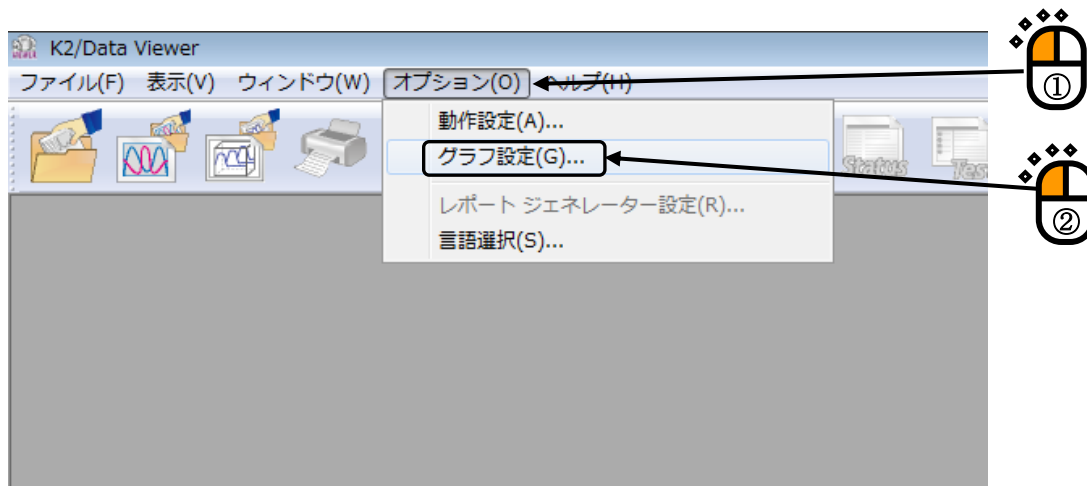 K2/Data Viewer
ファイル(F) 表示(V) ウィンドウ(W) オプション(O) ヘルプ(H)
①
動作設定(A)...
グラフ設定(G)...
Status
レポート ジェネレーター設定(R)...
②
言語選択(S)...